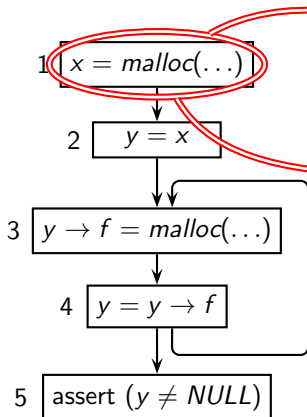 1 x = malloc(...)
2 y = x
3 y → f = malloc(...)
4 y = y → f
5 assert (y ≠ NULL)